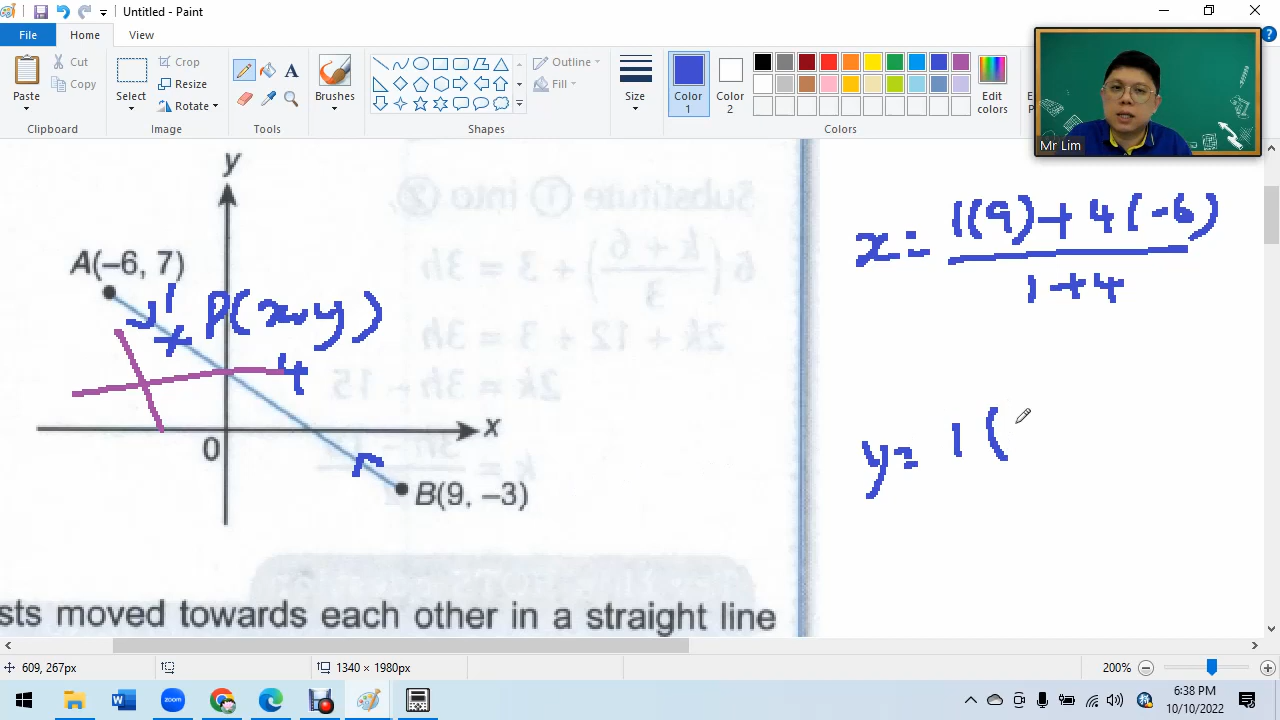 Untitled - Paint
File Home View
Paste
Cut
Copy
Clipboard
Select
Crop
Resize
Rotate
Image
A
Tools
Brushes
Outline
Fill
Shapes
Size
Color 1
Color 2
Edit colors
Colors
Mr Lim
y
A(–6, 7)
1
P(x, y)
4
0
x
B(9, –3)
x = 1(9) + 4(-6)
1+4
y = 1(
sts moved towards each other in a straight line
609, 267px
1340 × 1980px
200%
zoom
6:38 PM
10/10/2022